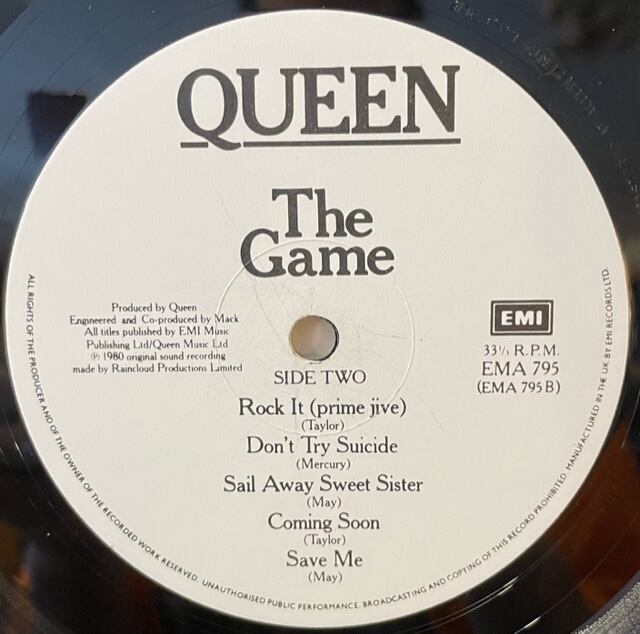 QUEEN
The
Game
Produced by Queen
Engineered and Co-produced by Mack
All titles published by EMI Music
Publishing Ltd/Queen Music Ltd
℗ 1980 original sound recording
made by Raincloud Productions Limited
EMI
33⅓ R.P.M.
EMA 795
(EMA 795 B)
SIDE TWO
Rock It (prime jive)
(Taylor)
Don't Try Suicide
(Mercury)
Sail Away Sweet Sister
(May)
Coming Soon
(Taylor)
Save Me
(May)
ALL RIGHTS OF THE PRODUCER AND OF THE OWNER OF THE RECORDED WORK RESERVED. UNAUTHORISED PUBLIC PERFORMANCE. BROADCASTING AND COPYING OF THIS RECORD PROHIBITED. MANUFACTURED IN THE U.K. BY EMI RECORDS LTD.